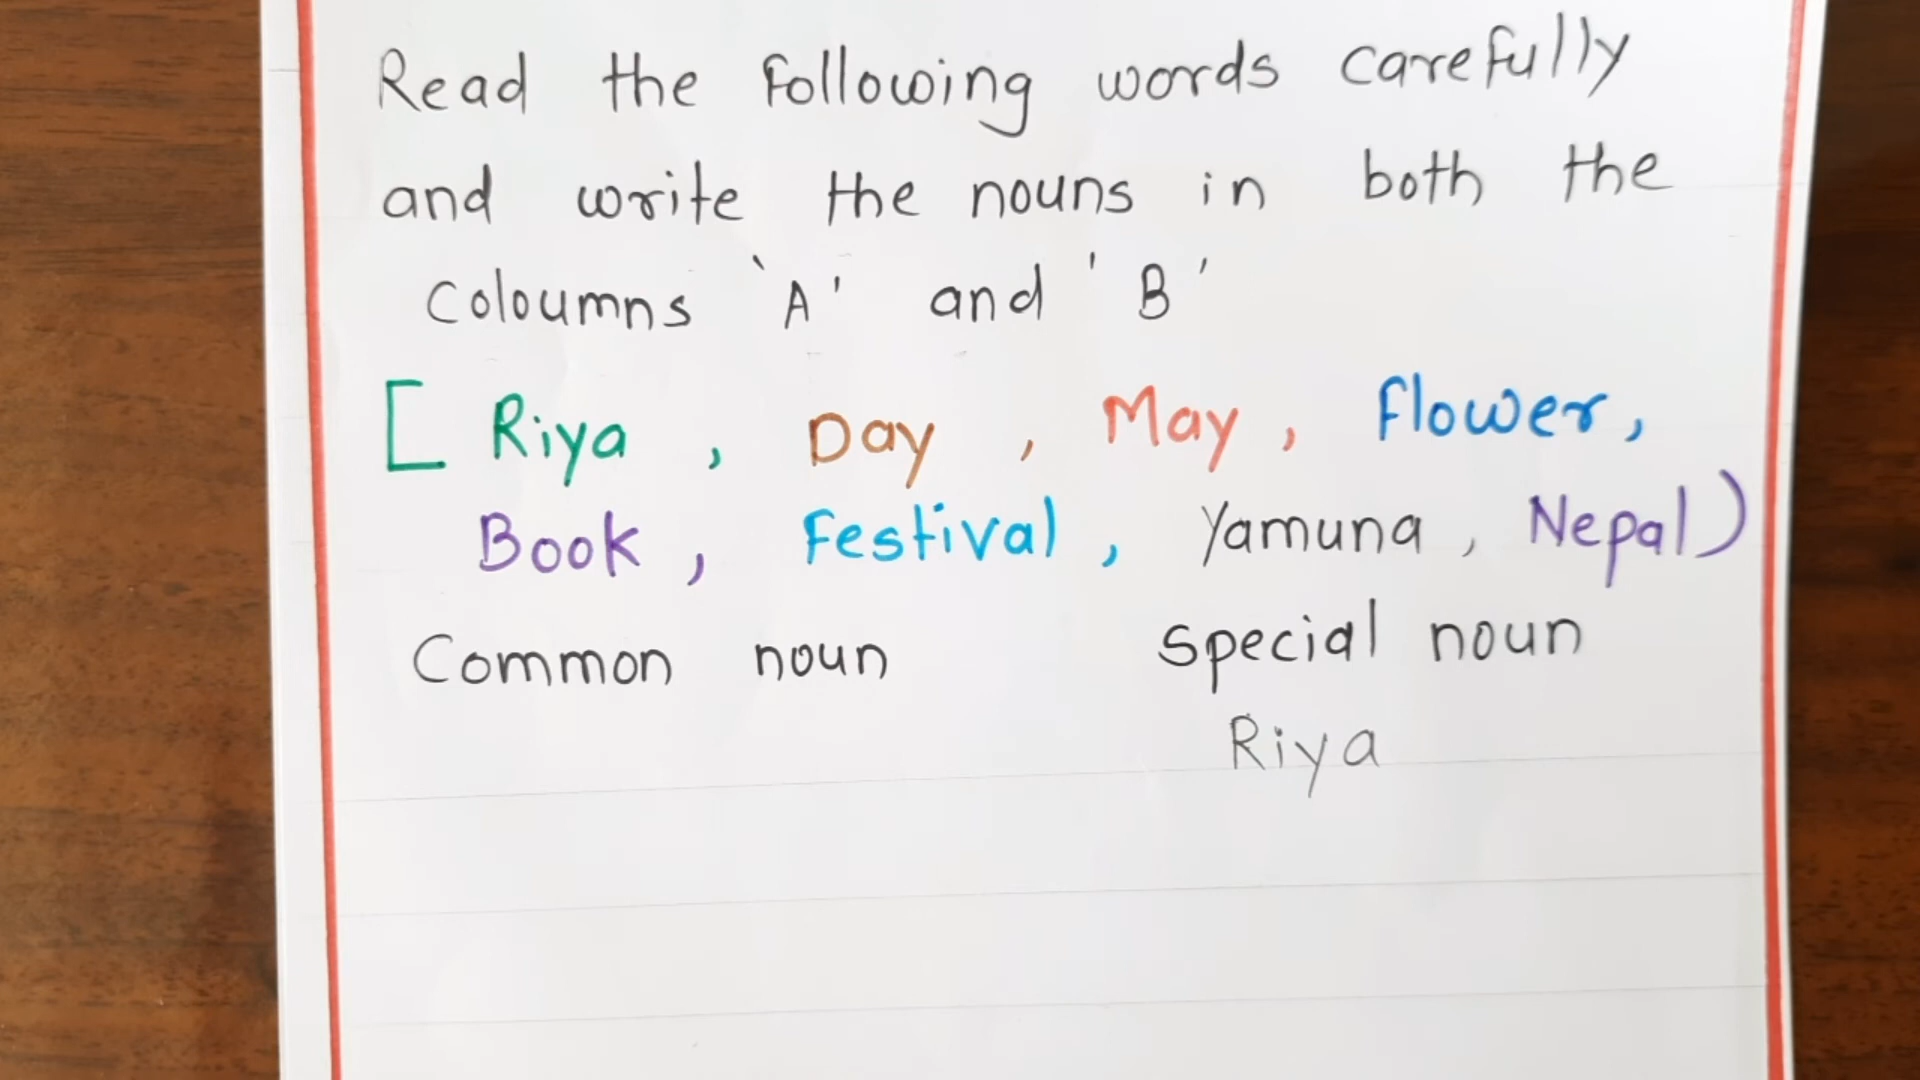 Read the following words carefully
and write the nouns in both the
Coloumns `A' and 'B'
[ Riya , Day , May , Flower,
Book , Festival , Yamuna , Nepal)
Common noun Special noun
Riya